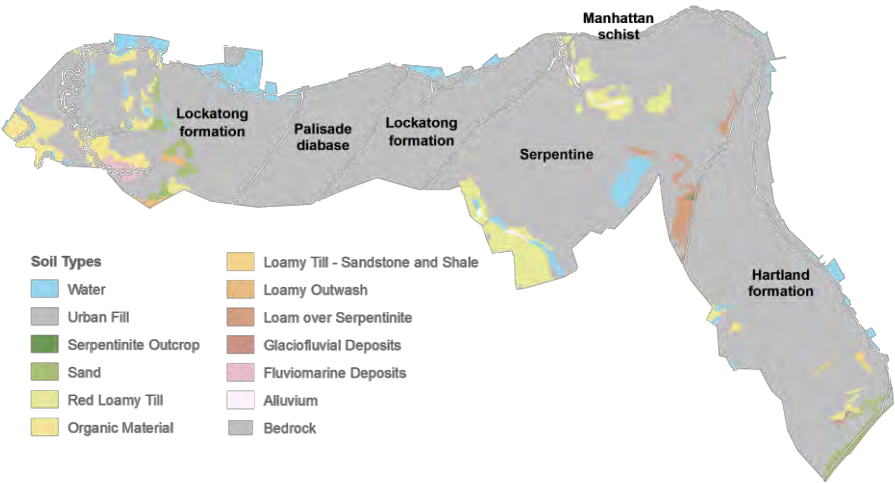 Manhattan
schist
Lockatong
formation
Palisade
diabase
Lockatong
formation
Serpentine
Hartland
formation
Soil Types
Water
Urban Fill
Serpentinite Outcrop
Sand
Red Loamy Till
Organic Material
Loamy Till - Sandstone and Shale
Loamy Outwash
Loam over Serpentinite
Glaciofluvial Deposits
Fluviomarine Deposits
Alluvium
Bedrock